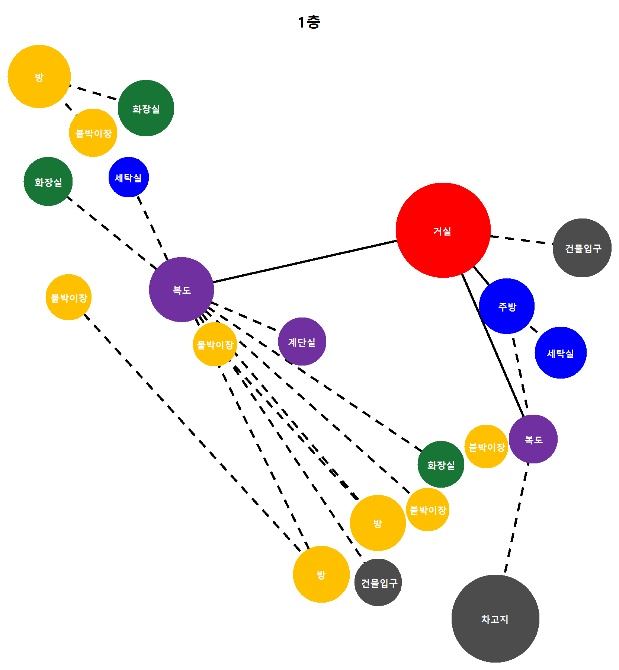 1층
방
화장실
붙박이장
화장실
세탁실
거실
건물입구
복도
붙박이장
주방
붙박이장
계단실
세탁실
복도
붙박이장
화장실
붙박이장
방
방
건물입구
차고지